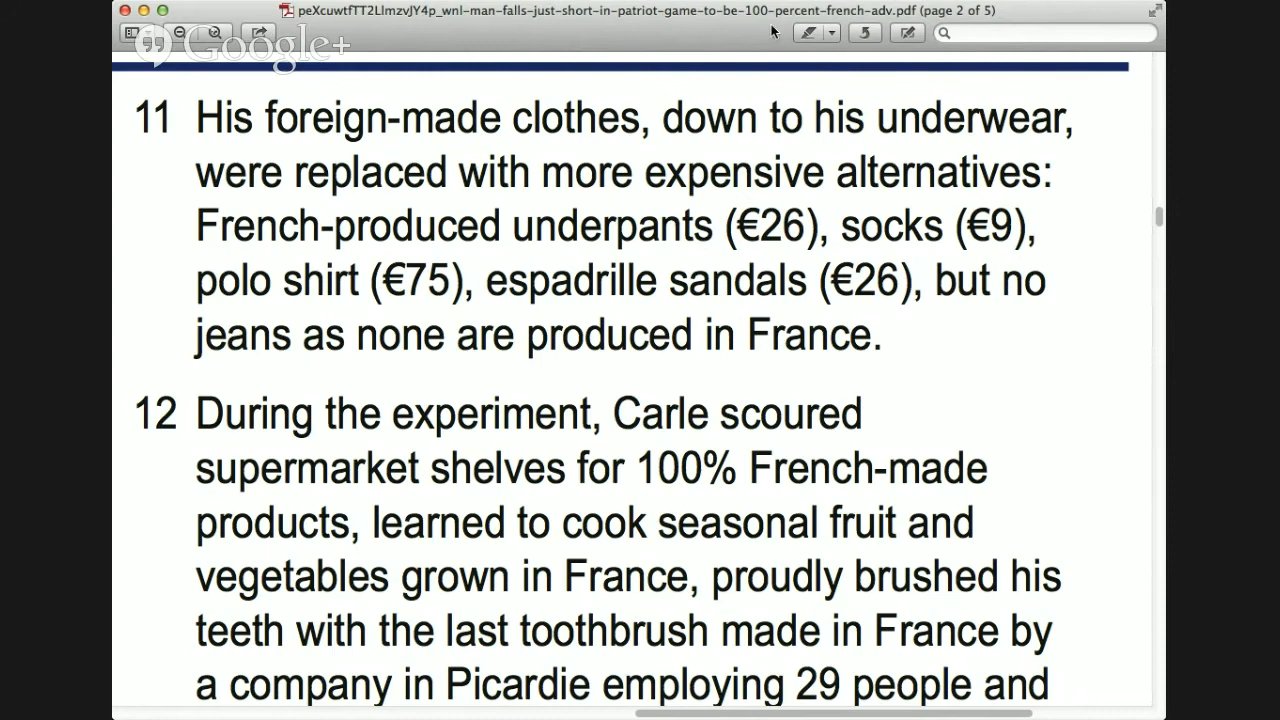 peXcuwtfTT2LlmzvJY4p_wnl-man-falls-just-short-in-patriot-game-to-be-100-percent-french-adv.pdf (page 2 of 5)
Google+
11 His foreign-made clothes, down to his underwear,
were replaced with more expensive alternatives:
French-produced underpants (€26), socks (€9),
polo shirt (€75), espadrille sandals (€26), but no
jeans as none are produced in France.
12 During the experiment, Carle scoured
supermarket shelves for 100% French-made
products, learned to cook seasonal fruit and
vegetables grown in France, proudly brushed his
teeth with the last toothbrush made in France by
a company in Picardie employing 29 people and